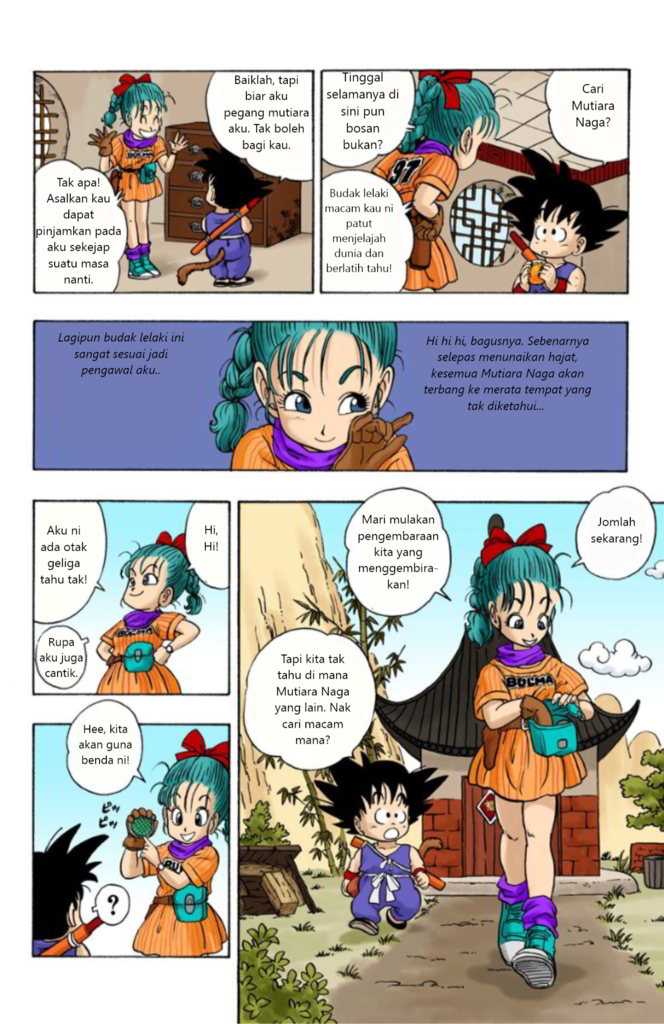 Cari
Mutiara
Naga?
Tinggal
selamanya di
sini pun
bosan
bukan?
Budak lelaki
macam kau ni
patut
menjelajah
dunia dan
berlatih tahu!
97
Baiklah, tapi
biar aku
pegang mutiara
aku. Tak boleh
bagi kau.
Tak apa!
Asalkan kau
dapat
pinjamkan pada
aku sekejap
suatu masa
nanti.
BULMA
Hi hi hi, bagusnya. Sebenarnya
selepas menunaikan hajat,
kesemua Mutiara Naga akan
terbang ke merata tempat yang
tak diketahui...
Lagipun budak lelaki ini
sangat sesuai jadi
pengawal aku..
Jomlah
sekarang!
Mari mulakan
pengembaraan
kita yang
menggembira-
kan!
Tapi kita tak
tahu di mana
Mutiara Naga
yang lain. Nak
cari macam
mana?
BULMA
Hi,
Hi!
Aku ni
ada otak
geliga
tahu tak!
Rupa
aku juga
cantik.
BULMA
Hee, kita
akan guna
benda ni!
ピッ
ピッ
?